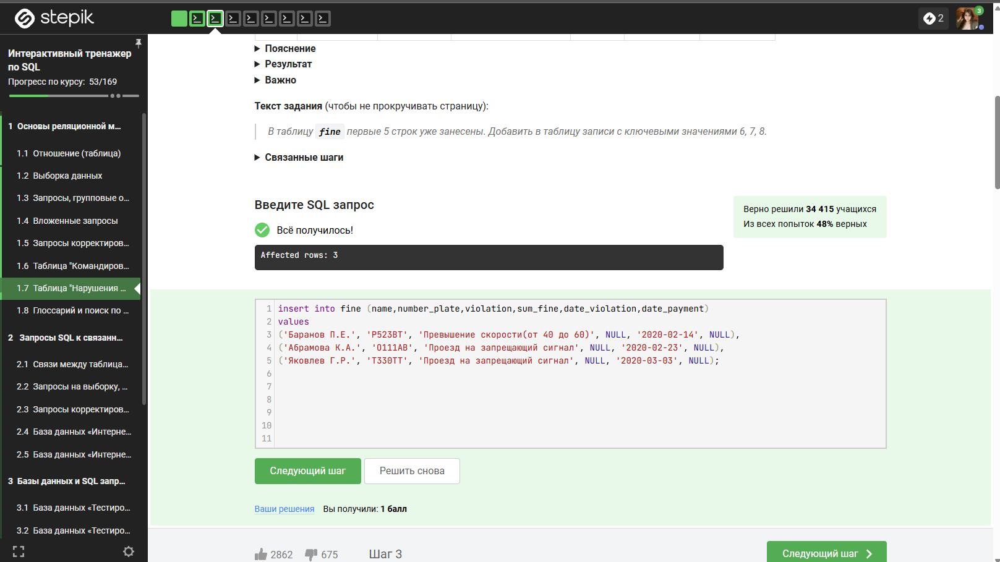 stepik
2
3
Интерактивный тренажер
по SQL
Прогресс по курсу: 53/169
1 Основы реляционной м...
1.1 Отношение (таблица)
1.2 Выборка данных
1.3 Запросы, групповые о...
1.4 Вложенные запросы
1.5 Запросы корректиров...
1.6 Таблица "Командиров...
1.7 Таблица "Нарушения ...
1.8 Глоссарий и поиск по ...
2 Запросы SQL к связанн...
2.1 Связи между таблица...
2.2 Запросы на выборку, ...
2.3 Запросы корректиров...
2.4 База данных «Интерне...
2.5 База данных «Интерне...
3 Базы данных и SQL запр...
3.1 База данных «Тестиро...
3.2 База данных «Тестиро...
Пояснение
Результат
Важно
Текст задания (чтобы не прокручивать страницу):
В таблицу fine первые 5 строк уже занесены. Добавить в таблицу записи с ключевыми значениями 6, 7, 8.
Связанные шаги
Введите SQL запрос
Всё получилось!
Верно решили 34 415 учащихся
Из всех попыток 48% верных
Affected rows: 3
1 insert into fine (name,number_plate,violation,sum_fine,date_violation,date_payment)
2 values
3 ('Баранов П.Е.', 'Р523ВТ', 'Превышение скорости(от 40 до 60)', NULL, '2020-02-14', NULL),
4 ('Абрамова К.А.', 'О111АВ', 'Проезд на запрещающий сигнал', NULL, '2020-02-23', NULL),
5 ('Яковлев Г.Р.', 'Т330ТТ', 'Проезд на запрещающий сигнал', NULL, '2020-03-03', NULL);
6
7
8
9
10
11
Следующий шаг
Решить снова
Ваши решения Вы получили: 1 балл
2862 675 Шаг 3
Следующий шаг